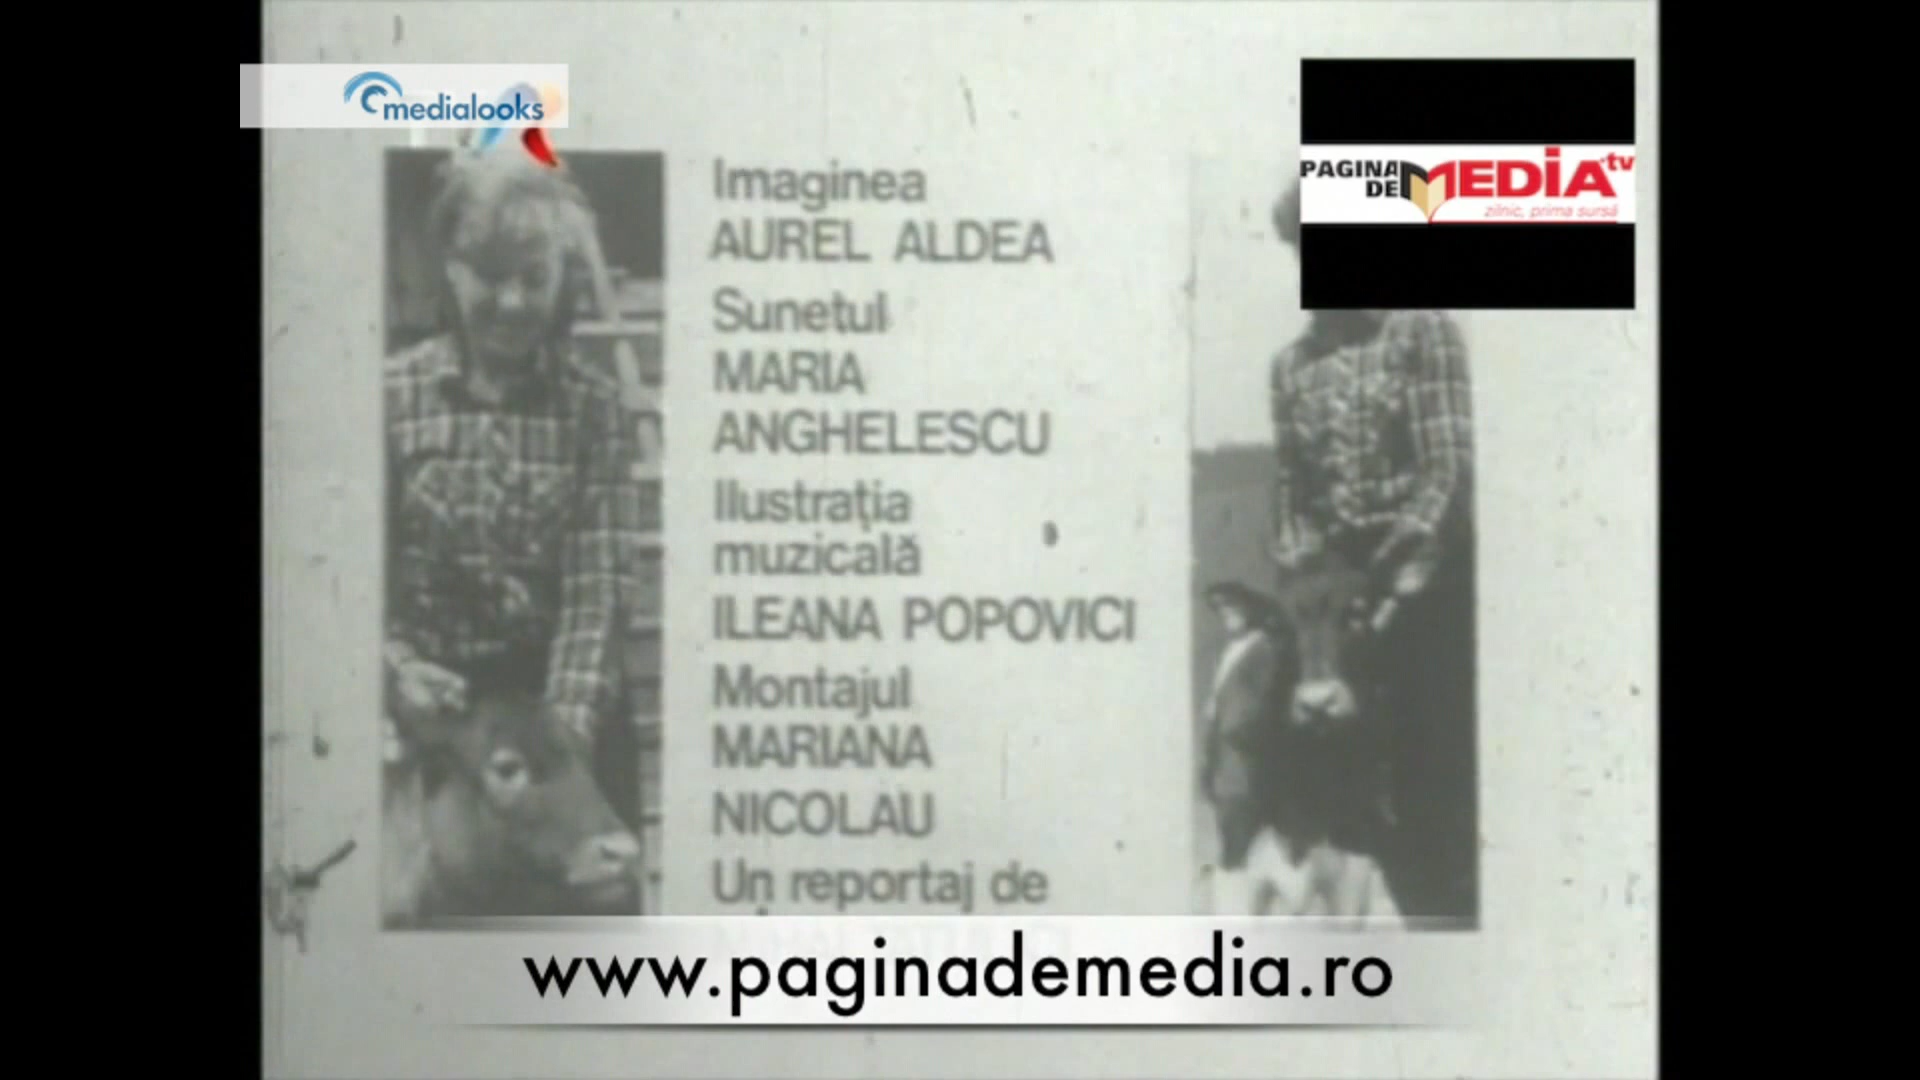 medialooks
PAGINA
DE
MEDIA tv
zilnic, prima sursă
Imaginea
AUREL ALDEA
Sunetul
MARIA
ANGHELESCU
Ilustrația
muzicală
ILEANA POPOVICI
Montajul
MARIANA
NICOLAU
Un reportaj de
www.paginademedia.ro